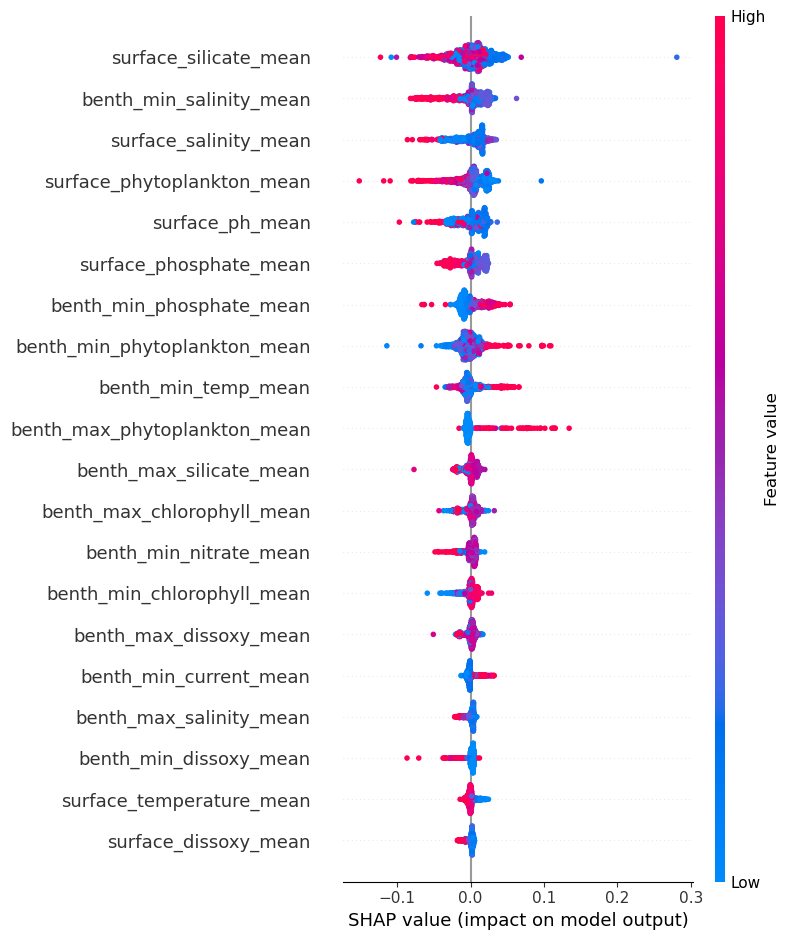 High
surface_silicate_mean
benth_min_salinity_mean
surface_salinity_mean
surface_phytoplankton_mean
surface_ph_mean
surface_phosphate_mean
benth_min_phosphate_mean
benth_min_phytoplankton_mean
benth_min_temp_mean
benth_max_phytoplankton_mean
benth_max_silicate_mean
benth_max_chlorophyll_mean
benth_min_nitrate_mean
benth_min_chlorophyll_mean
benth_max_dissoxy_mean
benth_min_current_mean
benth_max_salinity_mean
benth_min_dissoxy_mean
surface_temperature_mean
surface_dissoxy_mean
Feature value
Low
−0.1 0.0 0.1 0.2 0.3
SHAP value (impact on model output)